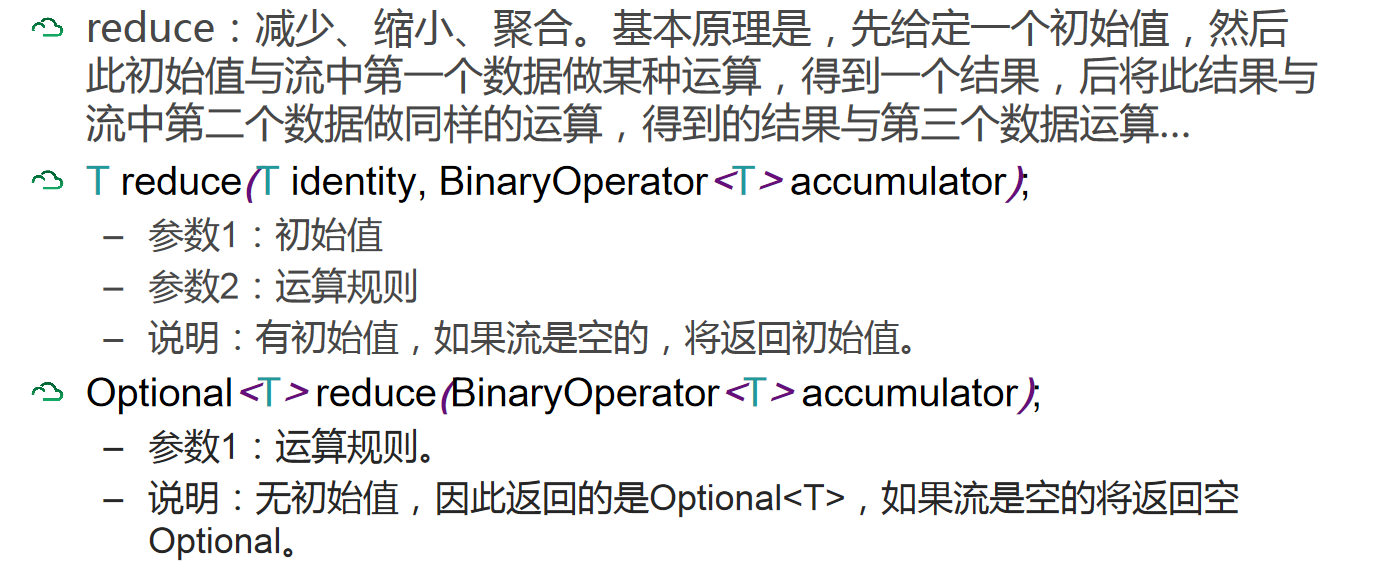 reduce：减少、缩小、聚合。基本原理是，先给定一个初始值，然后
此初始值与流中第一个数据做某种运算，得到一个结果，后将此结果与
流中第二个数据做同样的运算，得到的结果与第三个数据运算...
T reduce(T identity, BinaryOperator<T> accumulator);
– 参数1：初始值
– 参数2：运算规则
– 说明：有初始值，如果流是空的，将返回初始值。
Optional<T> reduce(BinaryOperator<T> accumulator);
– 参数1：运算规则。
– 说明：无初始值，因此返回的是Optional<T>，如果流是空的将返回空
Optional。